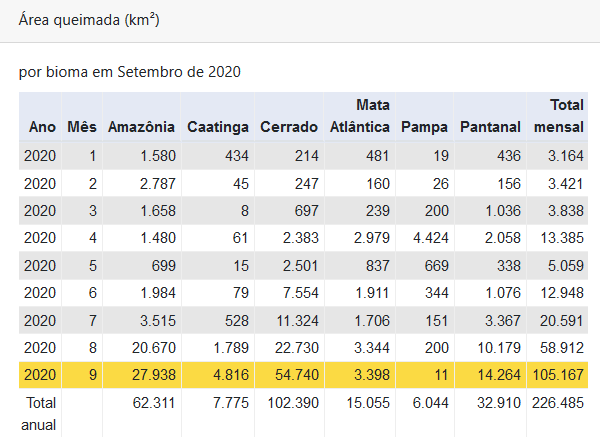 Área queimada (km²)
por bioma em Setembro de 2020
Ano Mês Amazônia Caatinga Cerrado Mata Atlântica Pampa Pantanal Total mensal
2020 1 1.580 434 214 481 19 436 3.164
2020 2 2.787 45 247 160 26 156 3.421
2020 3 1.658 8 697 239 200 1.036 3.838
2020 4 1.480 61 2.383 2.979 4.424 2.058 13.385
2020 5 699 15 2.501 837 669 338 5.059
2020 6 1.984 79 7.554 1.911 344 1.076 12.948
2020 7 3.515 528 11.324 1.706 151 3.367 20.591
2020 8 20.670 1.789 22.730 3.344 200 10.179 58.912
2020 9 27.938 4.816 54.740 3.398 11 14.264 105.167
Total anual 62.311 7.775 102.390 15.055 6.044 32.910 226.485